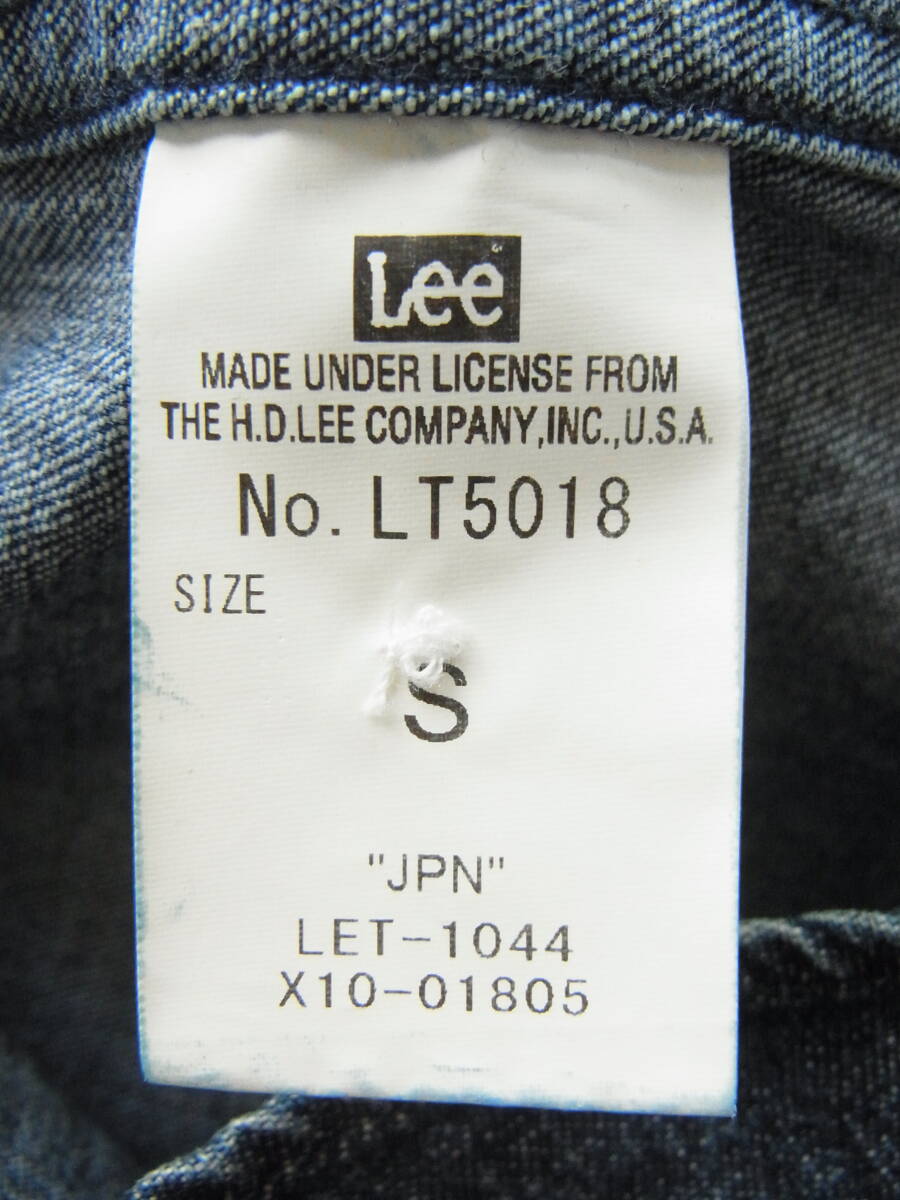 Lee
MADE UNDER LICENSE FROM
THE H.D.LEE COMPANY,INC.,U.S.A.
No. LT5018
SIZE
S
"JPN"
LET-1044
X10-01805